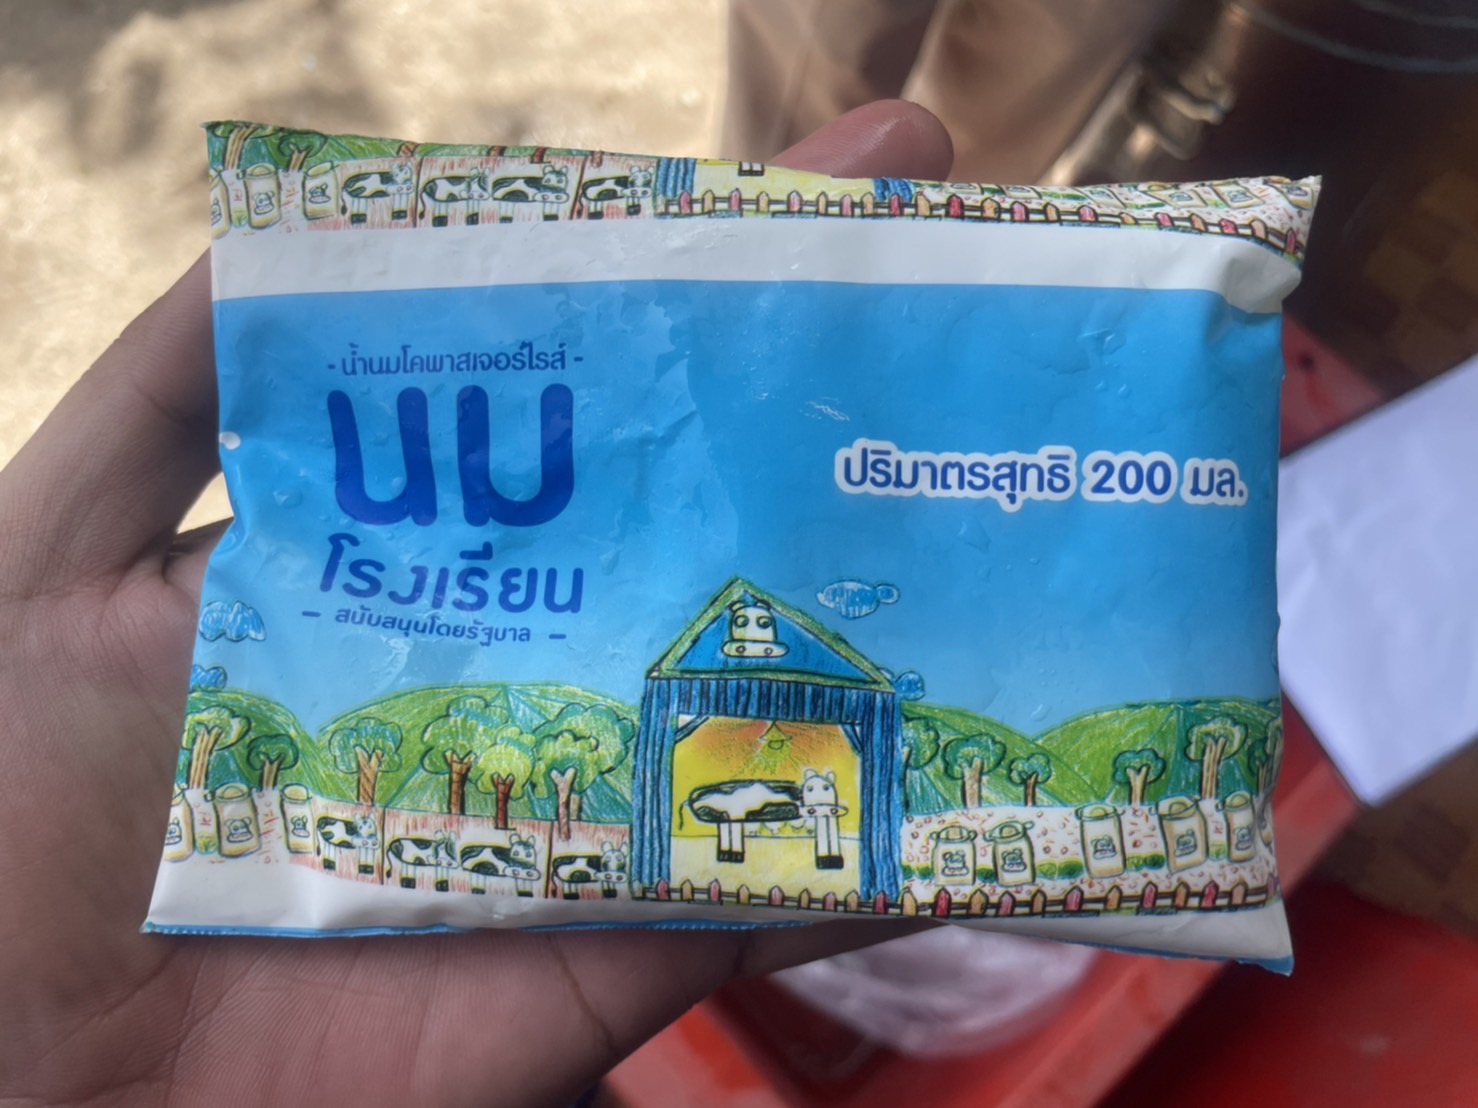 - น้ำนมโคพาสเจอร์ไรส์ -
นม
โรงเรียน
– สนับสนุนโดยรัฐบาล –
ปริมาตรสุทธิ 200 มล.